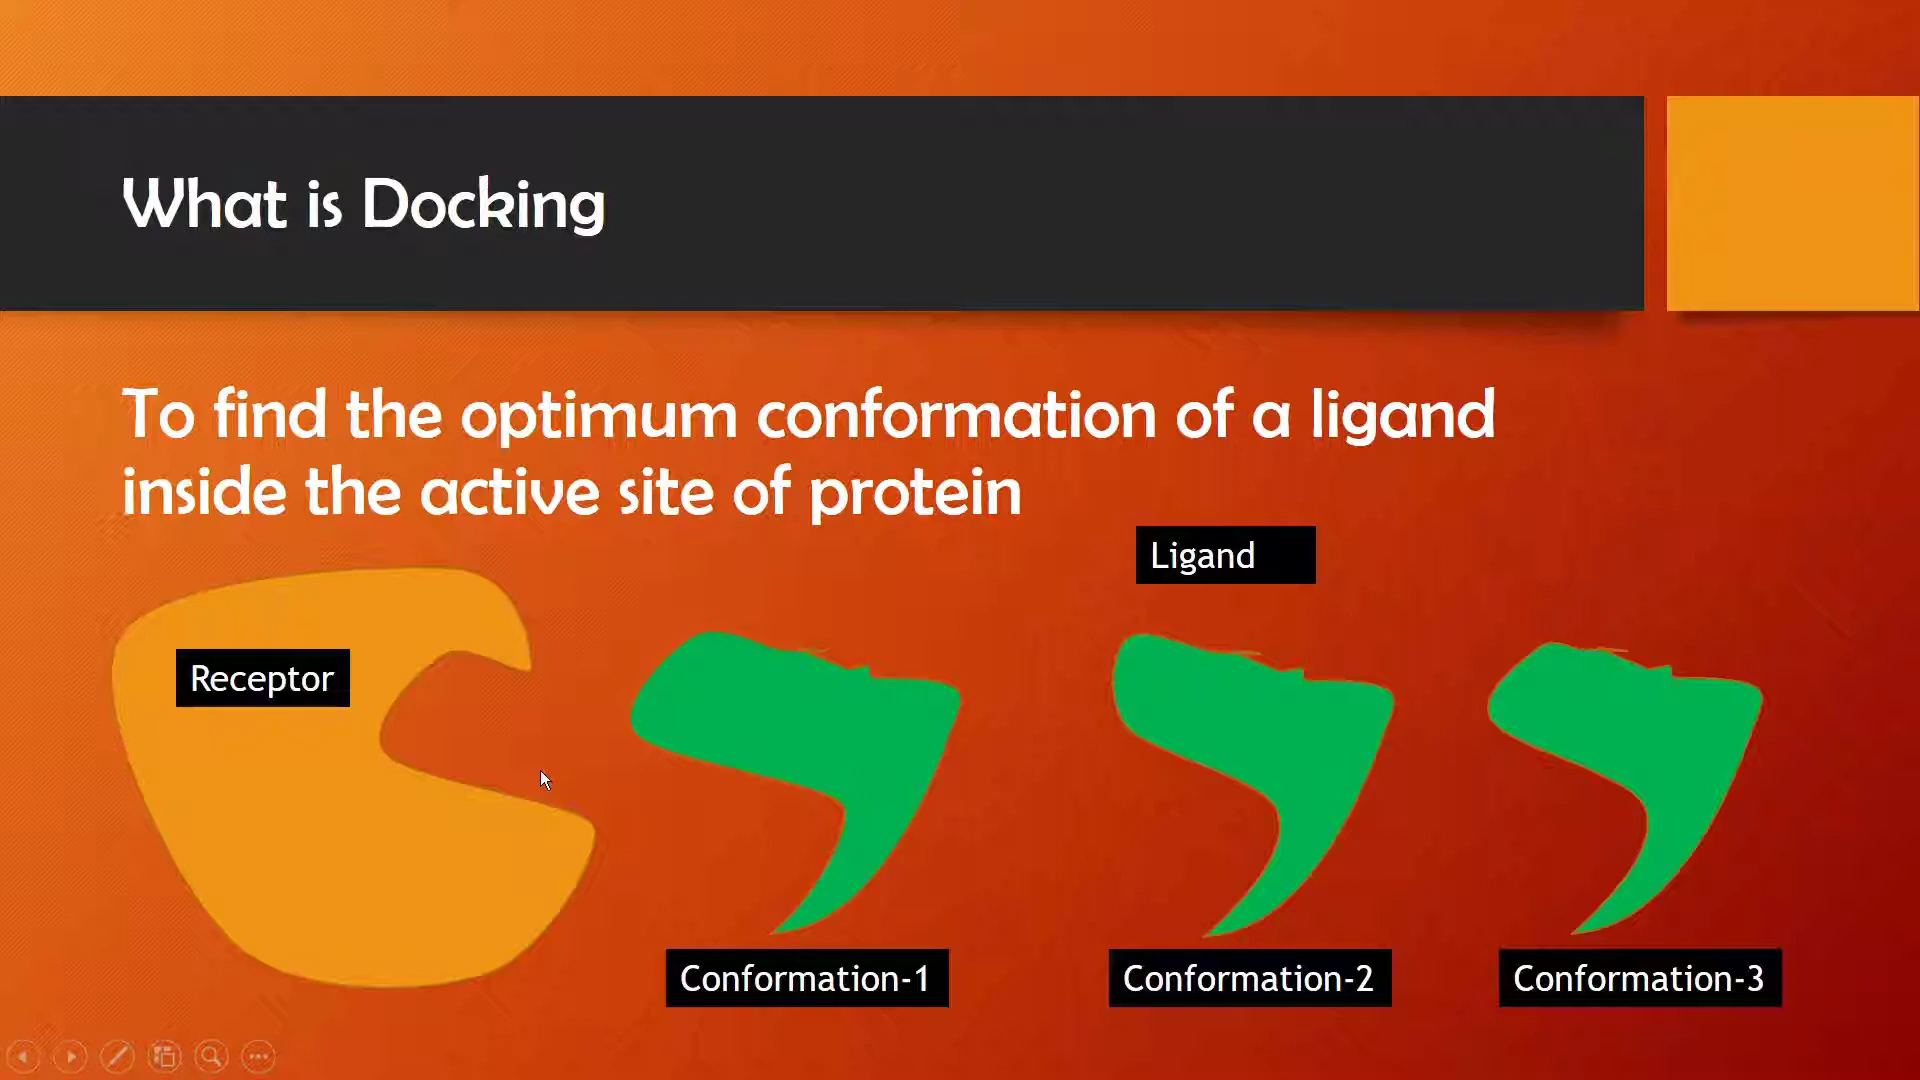 What is Docking
To find the optimum conformation of a ligand
inside the active site of protein
Ligand
Receptor
Conformation-1
Conformation-2
Conformation-3